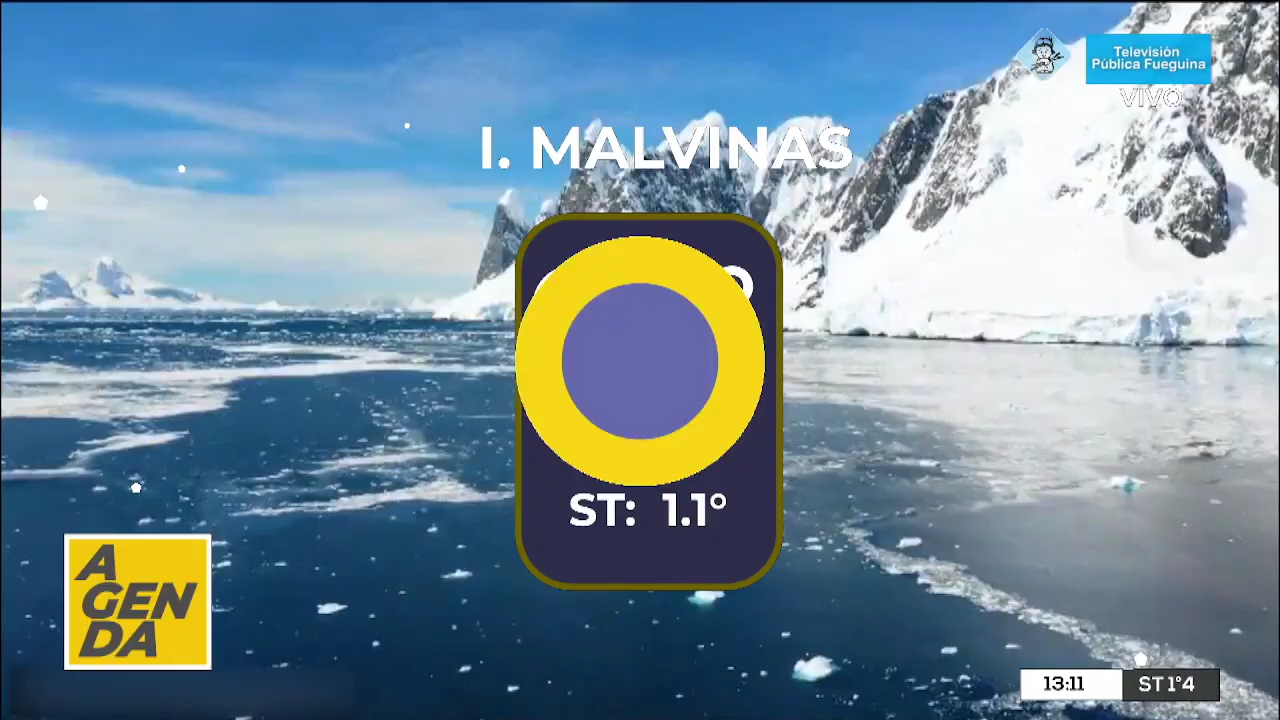 Televisión
Pública Fueguina
VIVO
I. MALVINAS
ST: 1.1°
A
GEN
DA
13:11 ST 1°4